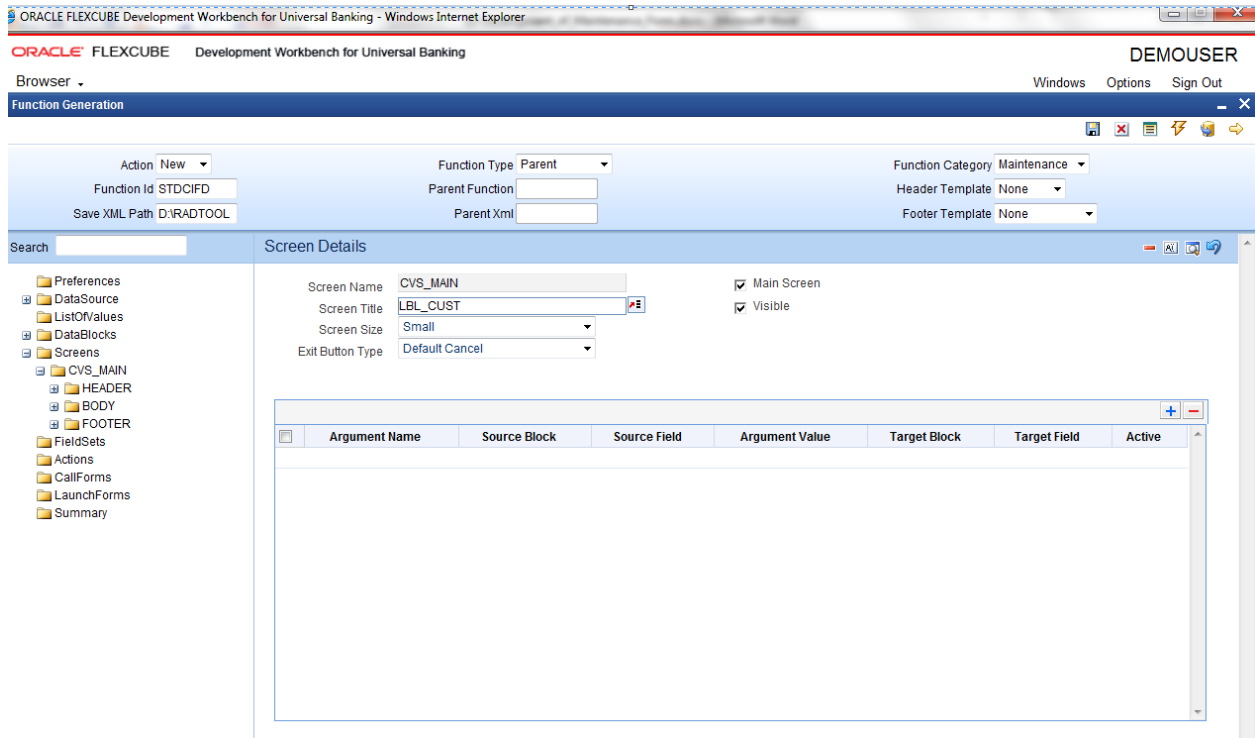 ORACLE FLEXCUBE Development Workbench for Universal Banking - Windows Internet Explorer
ORACLE FLEXCUBE Development Workbench for Universal Banking
DEMOUSER
Browser
Windows Options Sign Out
Function Generation
Action New Function Type Parent Function Category Maintenance
Function Id STDCIFD Parent Function Header Template None
Save XML Path D:\RADTOOL Parent Xml Footer Template None
Search Screen Details
Preferences
DataSource
ListOfValues
DataBlocks
Screens
CVS_MAIN
HEADER
BODY
FOOTER
FieldSets
Actions
CallForms
LaunchForms
Summary
Screen Name CVS_MAIN Main Screen
Screen Title LBL_CUST Visible
Screen Size Small
Exit Button Type Default Cancel
Argument Name Source Block Source Field Argument Value Target Block Target Field Active